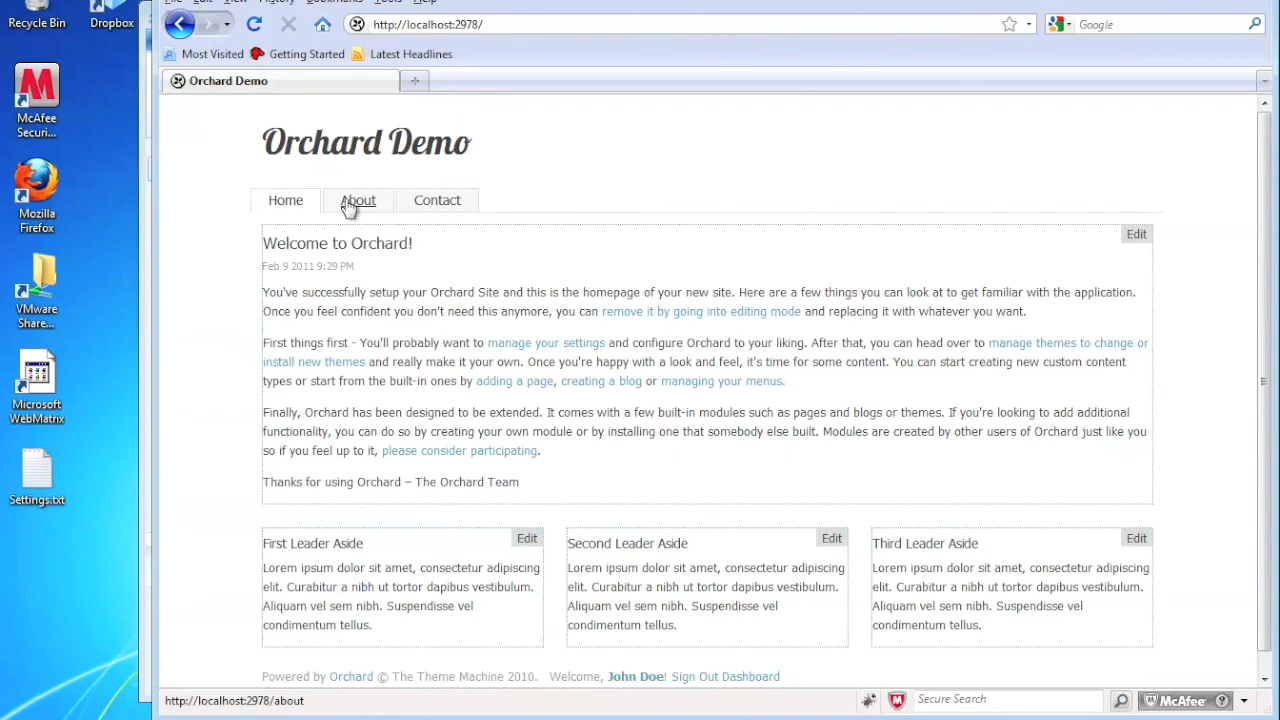 Recycle Bin
Dropbox
McAfee
Securi...
Mozilla
Firefox
VMware
Share...
Microsoft
WebMatrix
Settings.txt
File Edit View History Bookmarks Tools Help
http://localhost:2978/
Google
Most Visited Getting Started Latest Headlines
Orchard Demo
Orchard Demo
Home About Contact
Edit
Welcome to Orchard!
Feb 9 2011 9:29 PM
You've successfully setup your Orchard Site and this is the homepage of your new site. Here are a few things you can look at to get familiar with the application.
Once you feel confident you don't need this anymore, you can remove it by going into editing mode and replacing it with whatever you want.
First things first - You'll probably want to manage your settings and configure Orchard to your liking. After that, you can head over to manage themes to change or
install new themes and really make it your own. Once you're happy with a look and feel, it's time for some content. You can start creating new custom content
types or start from the built-in ones by adding a page, creating a blog or managing your menus.
Finally, Orchard has been designed to be extended. It comes with a few built-in modules such as pages and blogs or themes. If you're looking to add additional
functionality, you can do so by creating your own module or by installing one that somebody else built. Modules are created by other users of Orchard just like you
so if you feel up to it, please consider participating.
Thanks for using Orchard – The Orchard Team
Edit
First Leader Aside
Lorem ipsum dolor sit amet, consectetur adipiscing
elit. Curabitur a nibh ut tortor dapibus vestibulum.
Aliquam vel sem nibh. Suspendisse vel
condimentum tellus.
Edit
Second Leader Aside
Lorem ipsum dolor sit amet, consectetur adipiscing
elit. Curabitur a nibh ut tortor dapibus vestibulum.
Aliquam vel sem nibh. Suspendisse vel
condimentum tellus.
Edit
Third Leader Aside
Lorem ipsum dolor sit amet, consectetur adipiscing
elit. Curabitur a nibh ut tortor dapibus vestibulum.
Aliquam vel sem nibh. Suspendisse vel
condimentum tellus.
Powered by Orchard © The Theme Machine 2010. Welcome, John Doe! Sign Out Dashboard
http://localhost:2978/about
Secure Search
McAfee